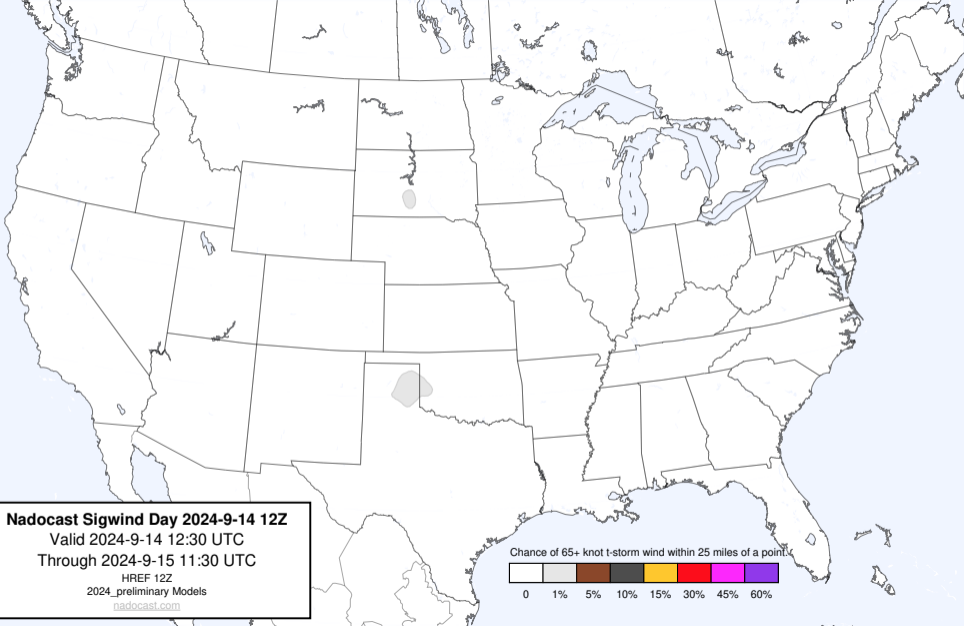 Nadocast Sigwind Day 2024-9-14 12Z
Valid 2024-9-14 12:30 UTC
Through 2024-9-15 11:30 UTC
HREF 12Z
2024_preliminary Models
nadocast.com
Chance of 65+ knot t-storm wind within 25 miles of a point.
0 1% 5% 10% 15% 30% 45% 60%